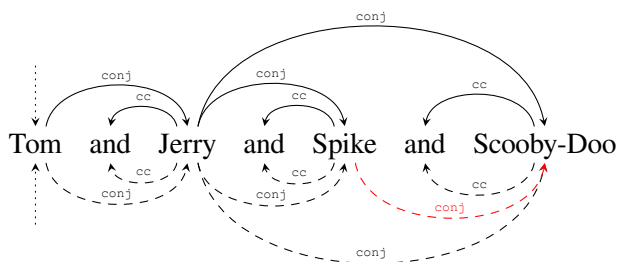 conj
conj conj
cc cc cc
Tom and Jerry and Spike and Scooby-Doo
cc cc cc
conj conj conj
conj